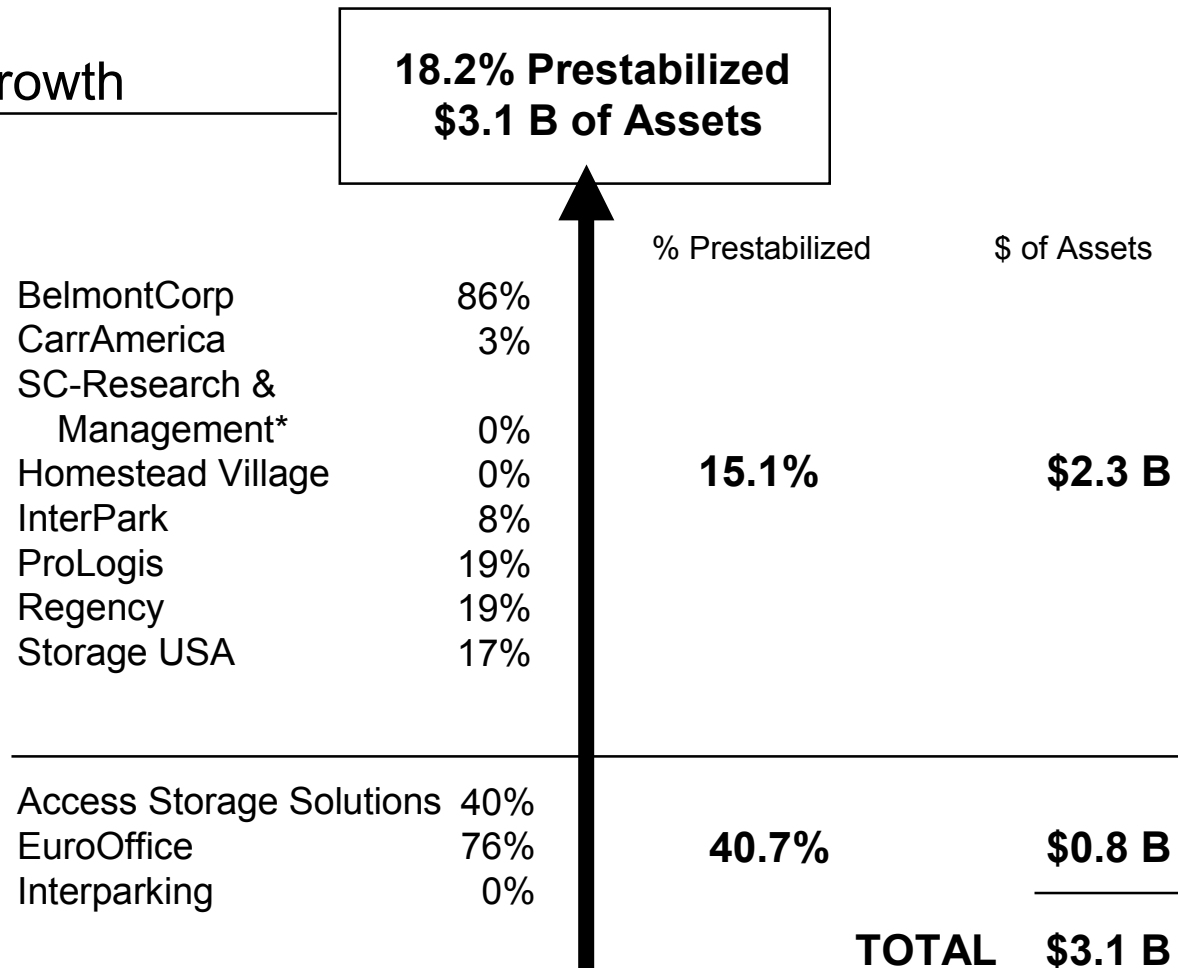 rowth
18.2% Prestabilized
$3.1 B of Assets
% Prestabilized $ of Assets
BelmontCorp 86%
CarrAmerica 3%
SC-Research &
Management* 0%
Homestead Village 0% 15.1% $2.3 B
InterPark 8%
ProLogis 19%
Regency 19%
Storage USA 17%
Access Storage Solutions 40%
EuroOffice 76% 40.7% $0.8 B
Interparking 0%
TOTAL $3.1 B